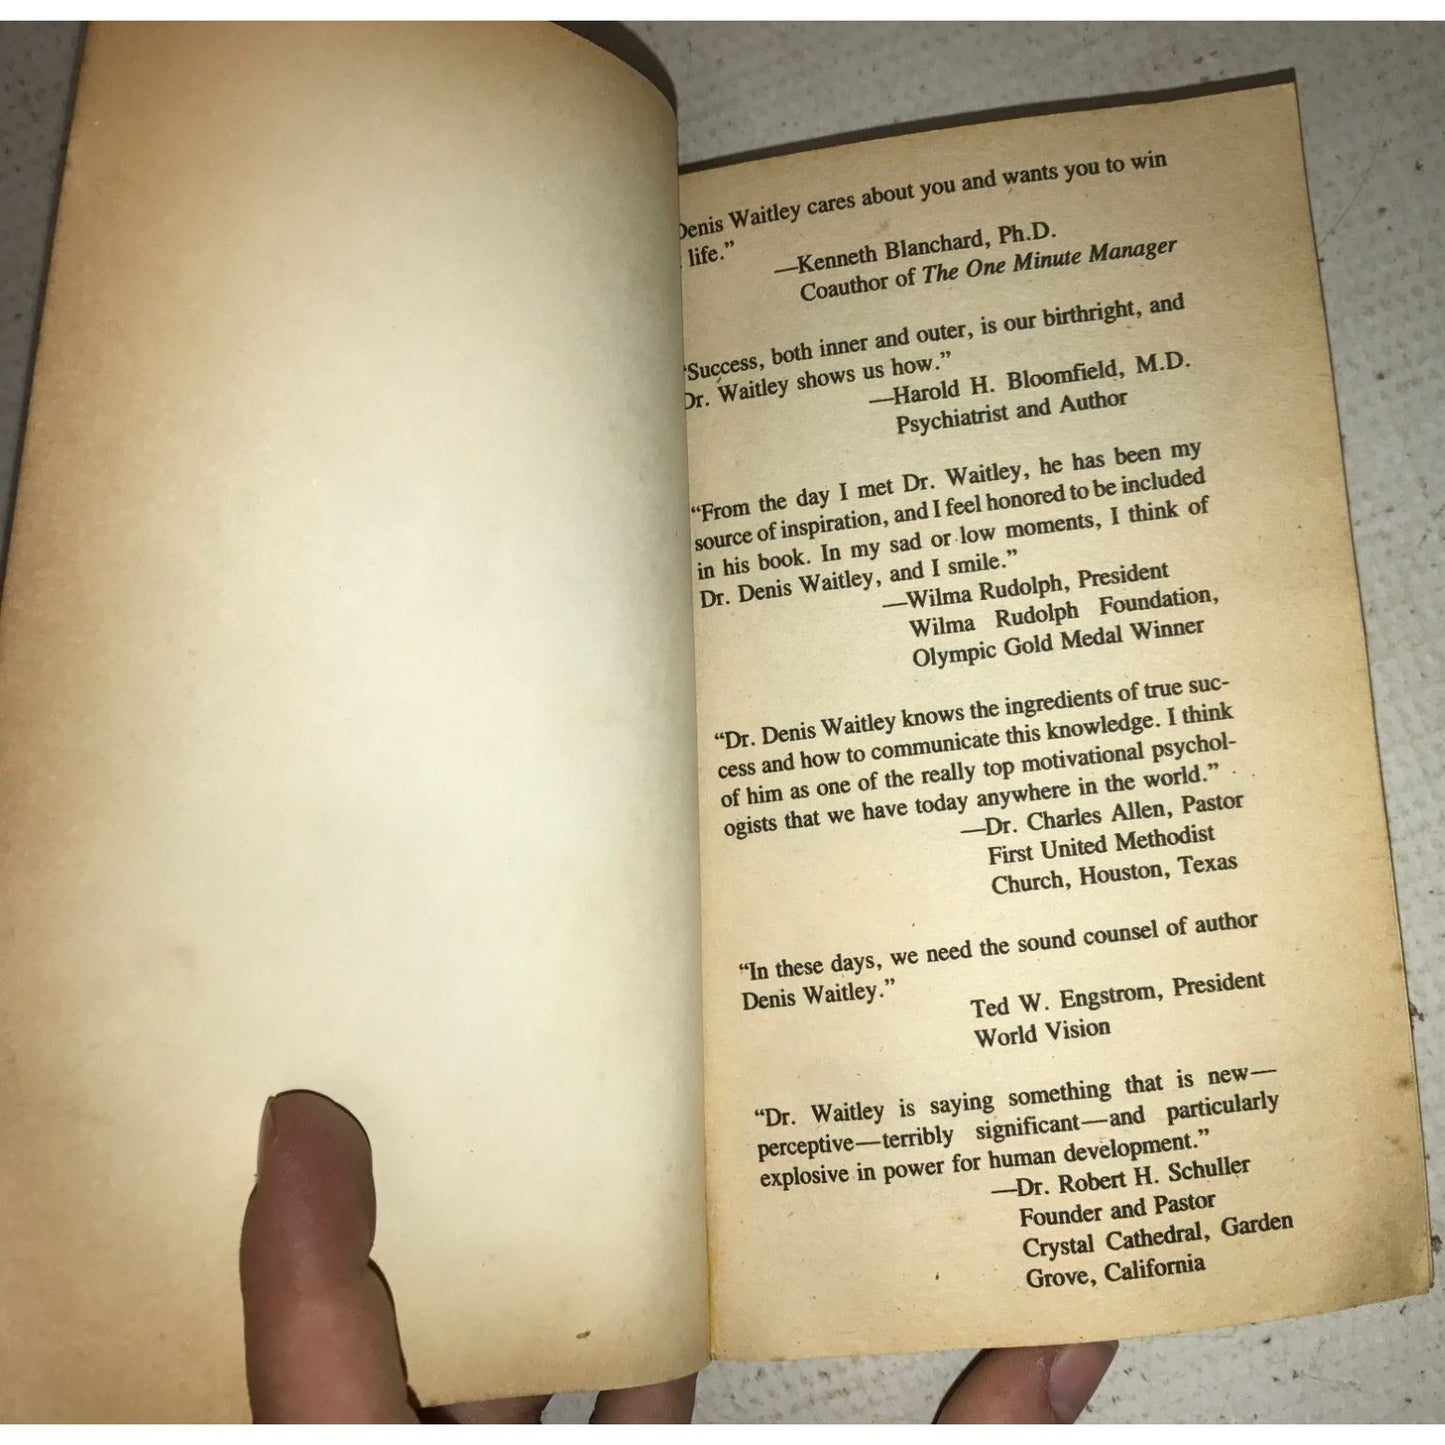 Denis Waitley cares about you and wants you to win
life.”
—Kenneth Blanchard, Ph.D.
Coauthor of The One Minute Manager
“Success, both inner and outer, is our birthright, and
Dr. Waitley shows us how.”
—Harold H. Bloomfield, M.D.
Psychiatrist and Author
“From the day I met Dr. Waitley, he has been my
source of inspiration, and I feel honored to be included
in his book. In my sad or low moments, I think of
Dr. Denis Waitley, and I smile.”
—Wilma Rudolph, President
Wilma Rudolph Foundation,
Olympic Gold Medal Winner
“Dr. Denis Waitley knows the ingredients of true suc-
cess and how to communicate this knowledge. I think
of him as one of the really top motivational psychol-
ogists that we have today anywhere in the world.”
—Dr. Charles Allen, Pastor
First United Methodist
Church, Houston, Texas
“In these days, we need the sound counsel of author
Denis Waitley.”
Ted W. Engstrom, President
World Vision
“Dr. Waitley is saying something that is new—
perceptive—terribly significant—and particularly
explosive in power for human development.”
—Dr. Robert H. Schuller
Founder and Pastor
Crystal Cathedral, Garden
Grove, California